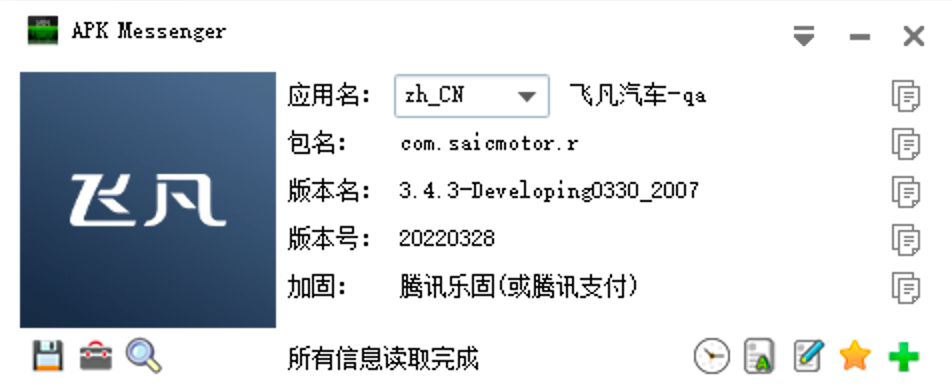 APK Messenger
飞凡
应用名： zh_CN 飞凡汽车-qa
包名： com.saicmotor.r
版本名： 3.4.3-Developing0330_2007
版本号： 20220328
加固： 腾讯乐固(或腾讯支付)
所有信息读取完成